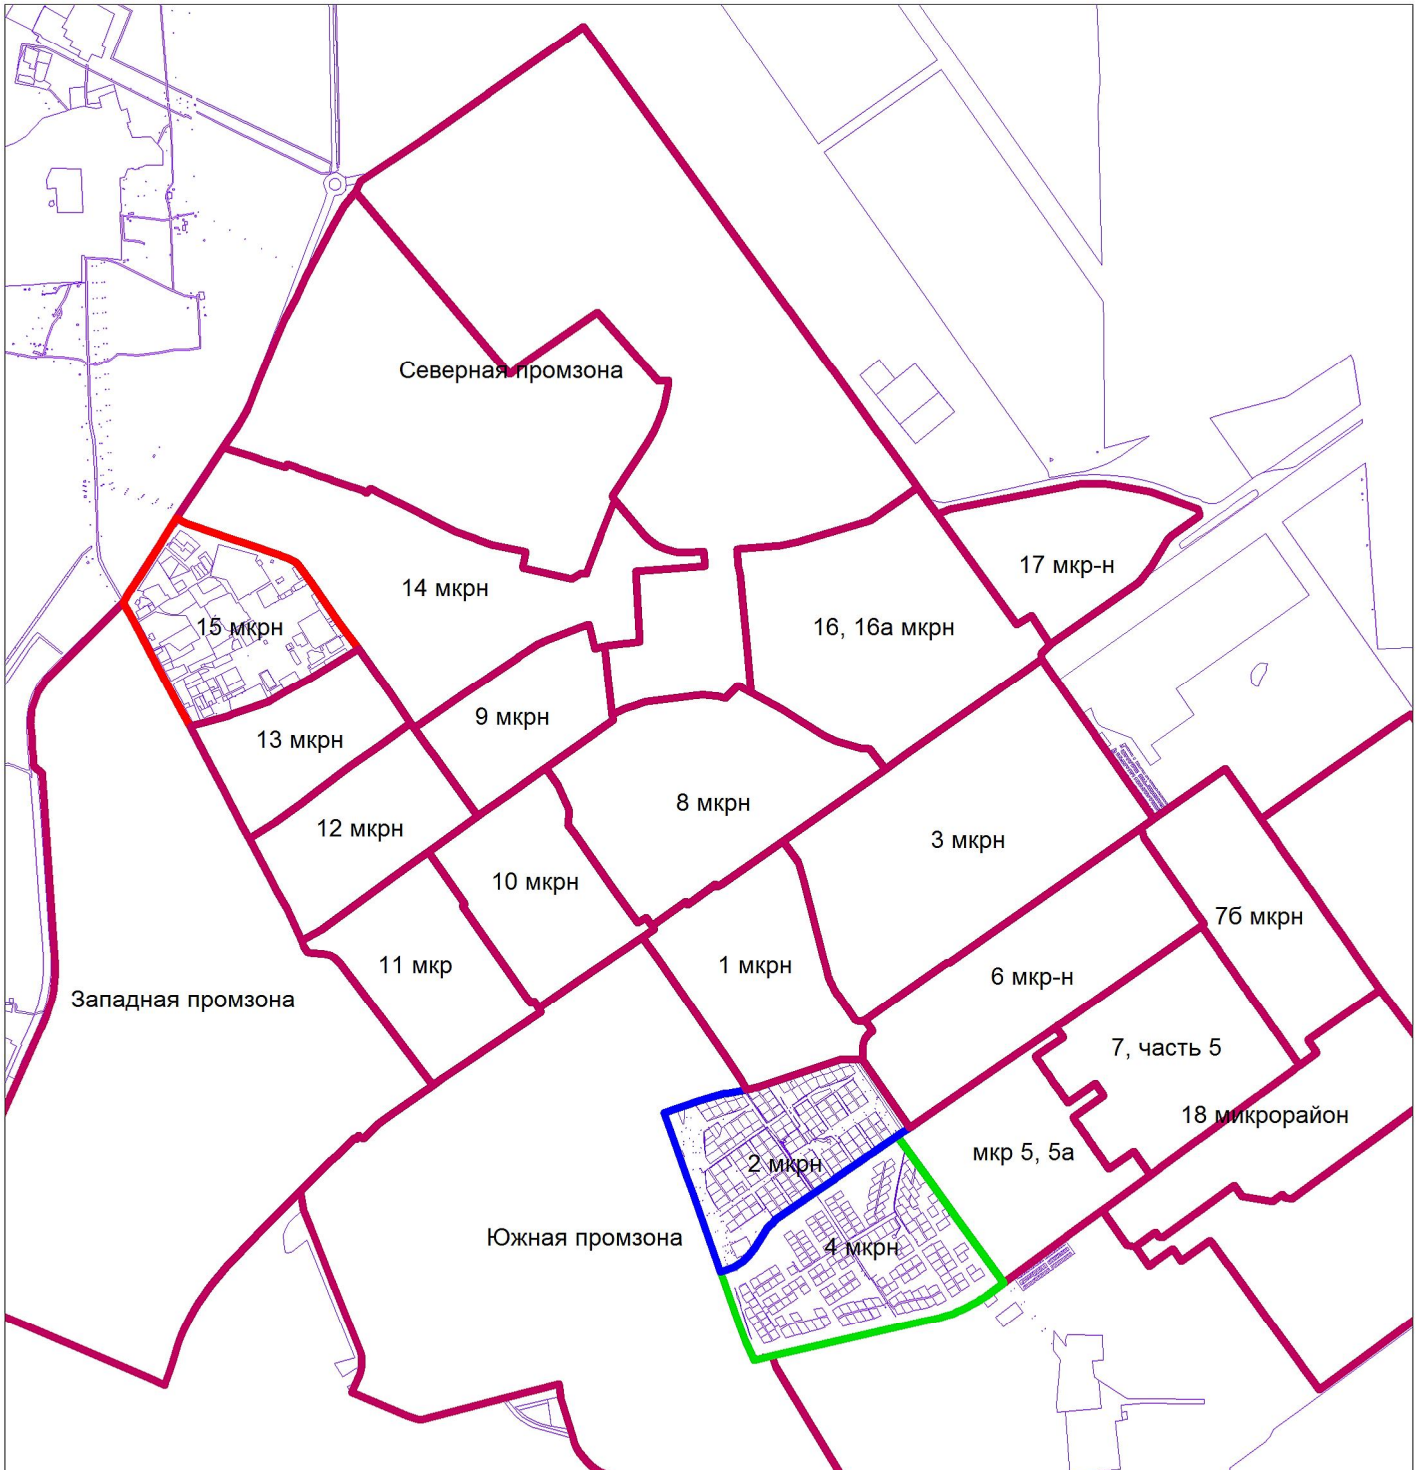 Северная промзона
17 мкр-н
14 мкрн
15 мкрн
16, 16а мкрн
9 мкрн
13 мкрн
8 мкрн
12 мкрн
3 мкрн
10 мкрн
7б мкрн
11 мкр
1 мкрн
6 мкр-н
Западная промзона
7, часть 5
18 микрорайон
мкр 5, 5а
2 мкрн
Южная промзона
4 мкрн